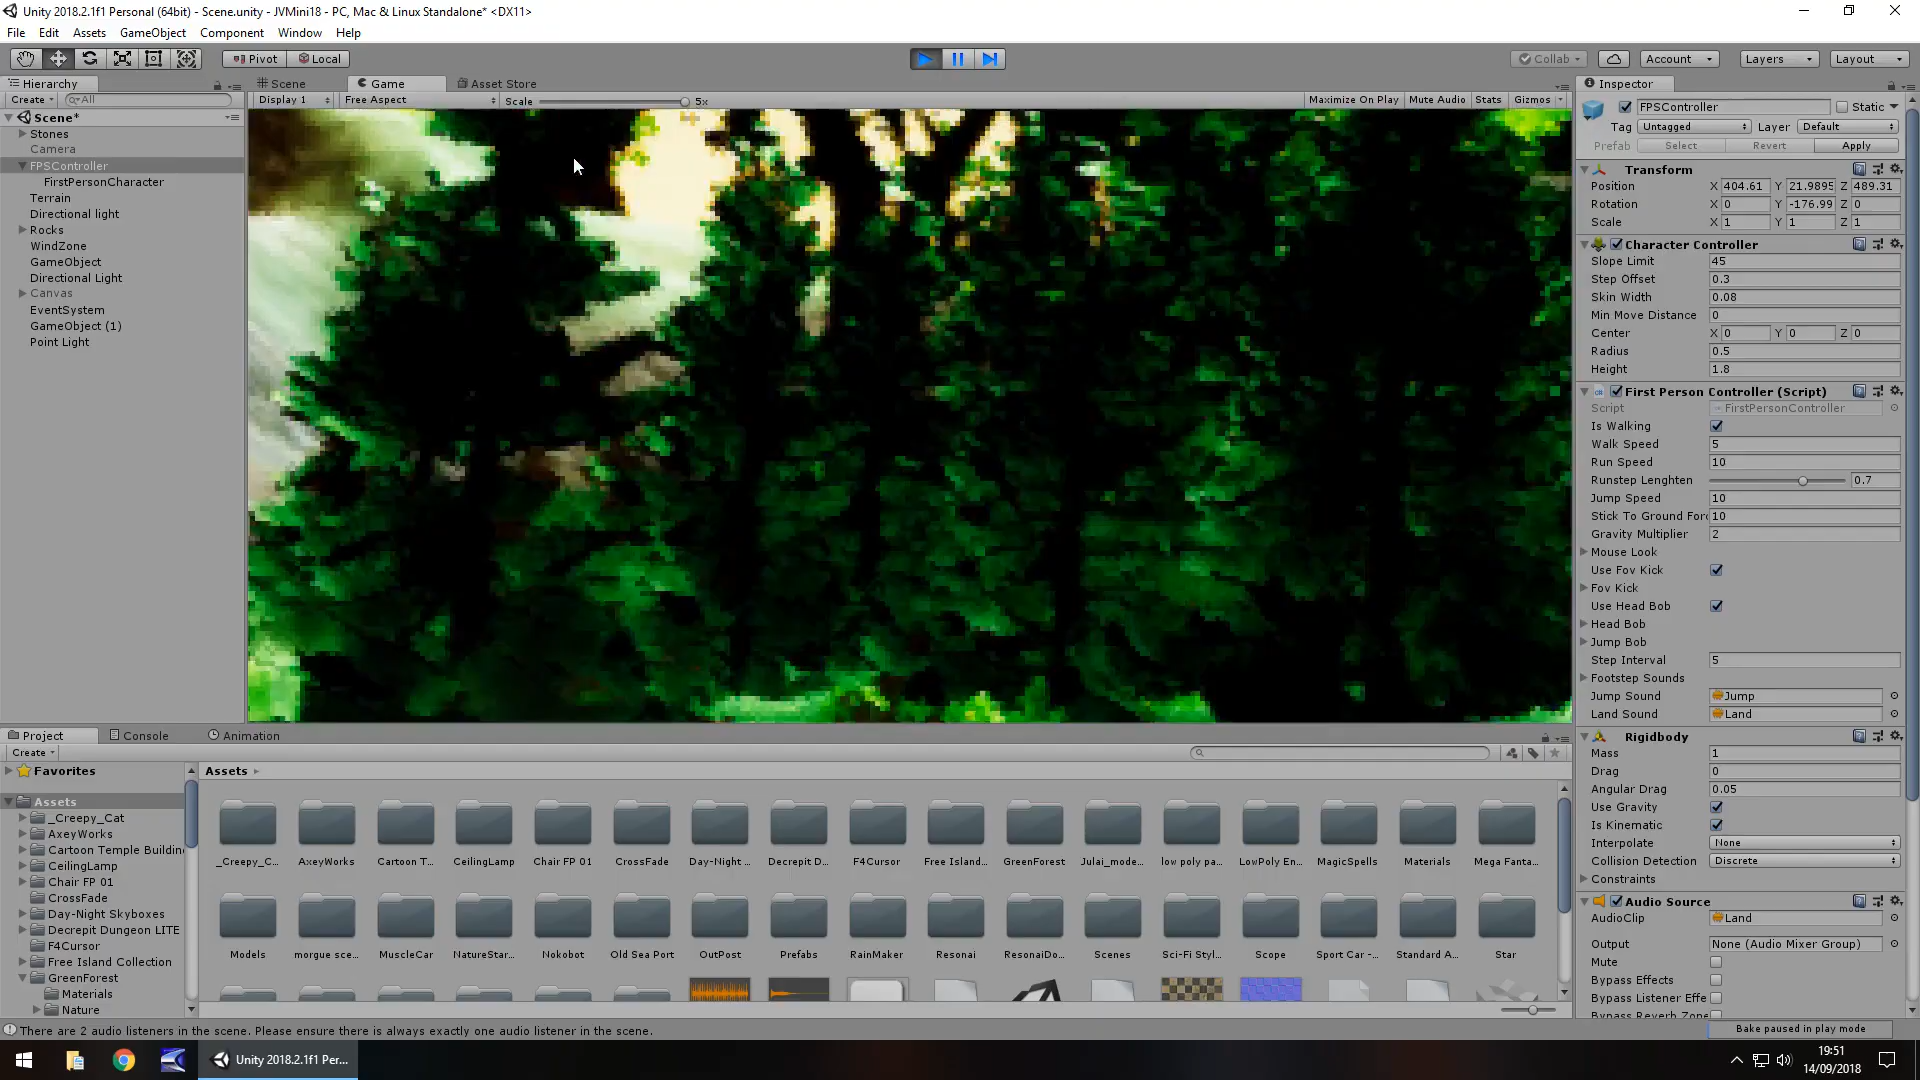 Unity 2018.2.1f1 Personal (64bit) - Scene.unity - JVMini18 - PC, Mac & Linux Standalone* <DX11>
File Edit Assets GameObject Component Window Help
Pivot Local Collab Account Layers Layout
Hierarchy Scene Game Asset Store Inspector
Create All Display 1 Free Aspect Scale 5x Maximize On Play Mute Audio Stats Gizmos
FPSController Static
Scene*
Tag Untagged Layer Default
Stones
Prefab Select Revert Apply
Camera
FPSController
FirstPersonCharacter
Terrain
Directional light
Rocks
WindZone
GameObject
Directional Light
Canvas
EventSystem
GameObject (1)
Point Light
Transform
Position X 404.61 Y 21.9895 Z 489.31
Rotation X 0 Y -176.99 Z 0
Scale X 1 Y 1 Z 1
Character Controller
Slope Limit 45
Step Offset 0.3
Skin Width 0.08
Min Move Distance 0
Center X 0 Y 0 Z 0
Radius 0.5
Height 1.8
First Person Controller (Script)
Script FirstPersonController
Is Walking
Walk Speed 5
Run Speed 10
Runstep Lenghten 0.7
Jump Speed 10
Stick To Ground For 10
Gravity Multiplier 2
Mouse Look
Use Fov Kick
Fov Kick
Use Head Bob
Head Bob
Jump Bob
Step Interval 5
Footstep Sounds
Jump Sound Jump
Land Sound Land
Rigidbody
Mass 1
Drag 0
Angular Drag 0.05
Use Gravity
Is Kinematic
Interpolate None
Collision Detection Discrete
Constraints
Audio Source
AudioClip Land
Output None (Audio Mixer Group)
Mute
Bypass Effects
Bypass Listener Effe
Bypass Reverb Zone
Project Console Animation
Create
Favorites
Assets
_Creepy_Cat
AxeyWorks
Cartoon Temple Buildin
CeilingLamp
Chair FP 01
CrossFade
Day-Night Skyboxes
Decrepit Dungeon LITE
F4Cursor
Free Island Collection
GreenForest
Materials
Nature
Assets
_Creepy_C... AxeyWorks Cartoon T... CeilingLamp Chair FP 01 CrossFade Day-Night ... Decrepit D... F4Cursor Free Island... GreenForest Julai_mode... low poly pa... LowPoly En... MagicSpells Materials Mega Fanta...
Models morgue sce... MuscleCar NatureStar... Nokobot Old Sea Port OutPost Prefabs RainMaker Resonai ResonaiDo... Scenes Sci-Fi Styl... Scope Sport Car -... Standard A... Star
There are 2 audio listeners in the scene. Please ensure there is always exactly one audio listener in the scene.
Bake paused in play mode
Unity 2018.2.1f1 Per...
19:51
14/09/2018